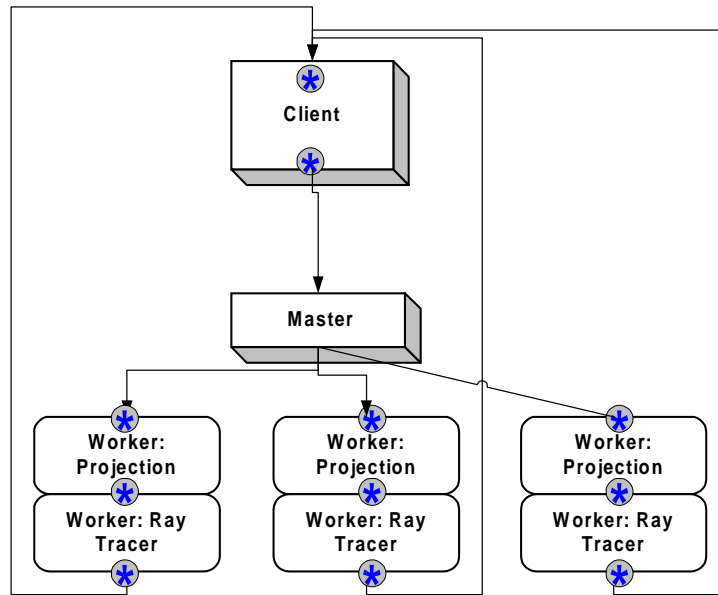 Client
Master
Worker:
Projection
Worker: Ray
Tracer
Worker:
Projection
Worker: Ray
Tracer
Worker:
Projection
Worker: Ray
Tracer